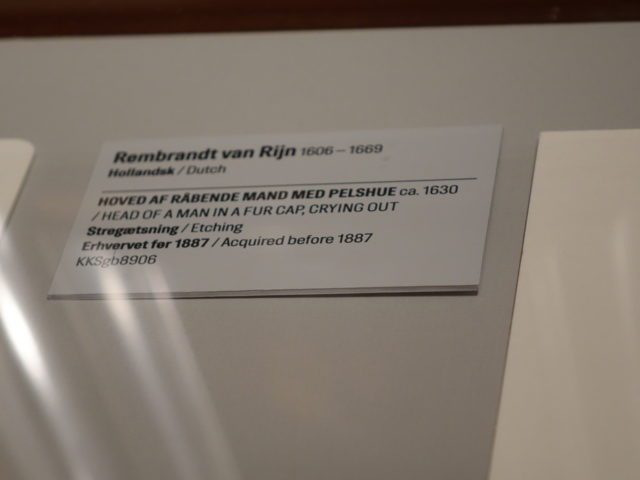 Rembrandt van Rijn 1606 – 1669
Hollandsk / Dutch
HOVED AF RÅBENDE MAND MED PELSHUE ca. 1630
/ HEAD OF A MAN IN A FUR CAP, CRYING OUT
Stregætsning / Etching
Erhvervet før 1887 / Acquired before 1887
KKSgb8906